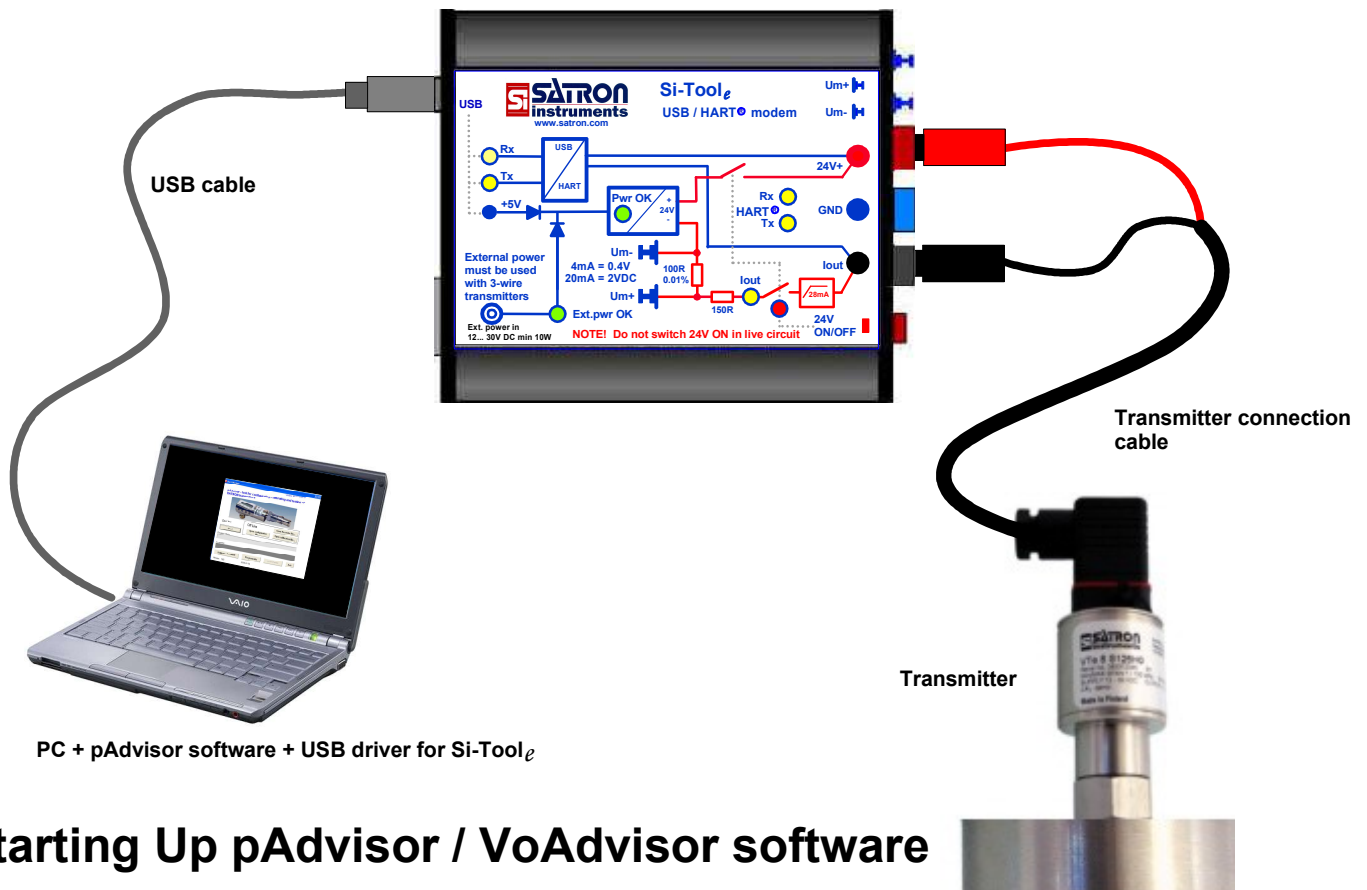 Si SATRON
instruments
www.satron.com
Si-Toole
USB / HART modem
Um+
Um-
USB
Rx
Tx
+5V
USB
HART
Pwr OK
+
24V
-
24V+
Rx
HART
Tx
GND
Um-
4mA = 0.4V
20mA = 2VDC
Um+
100R
0.01%
150R
Iout
28mA
Iout
External power
must be used
with 3-wire
transmitters
Ext.pwr OK
Ext. power in
12... 30V DC min 10W
NOTE! Do not switch 24V ON in live circuit
24V
ON/OFF
USB cable
Transmitter connection
cable
VAIO
SATRON
instruments
Made in Finland
Transmitter
PC + pAdvisor software + USB driver for Si-Toole
tarting Up pAdvisor / VoAdvisor software